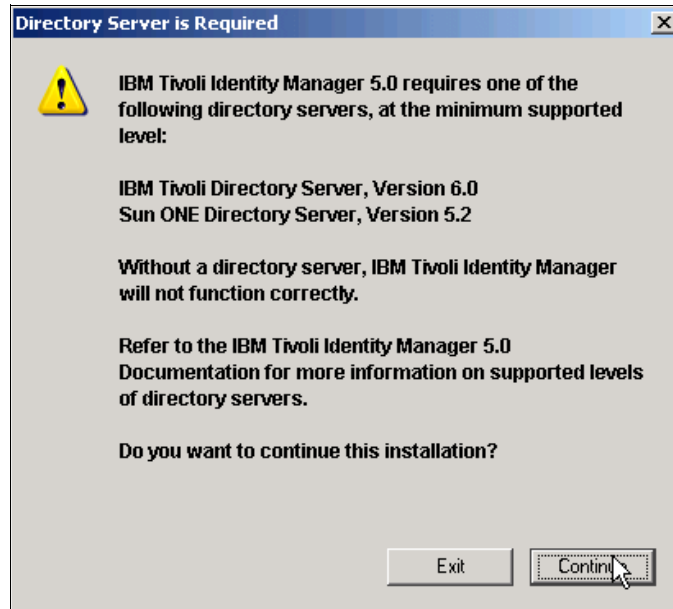 Directory Server is Required
IBM Tivoli Identity Manager 5.0 requires one of the
following directory servers, at the minimum supported
level:
IBM Tivoli Directory Server, Version 6.0
Sun ONE Directory Server, Version 5.2
Without a directory server, IBM Tivoli Identity Manager
will not function correctly.
Refer to the IBM Tivoli Identity Manager 5.0
Documentation for more information on supported levels
of directory servers.
Do you want to continue this installation?
Exit
Continue